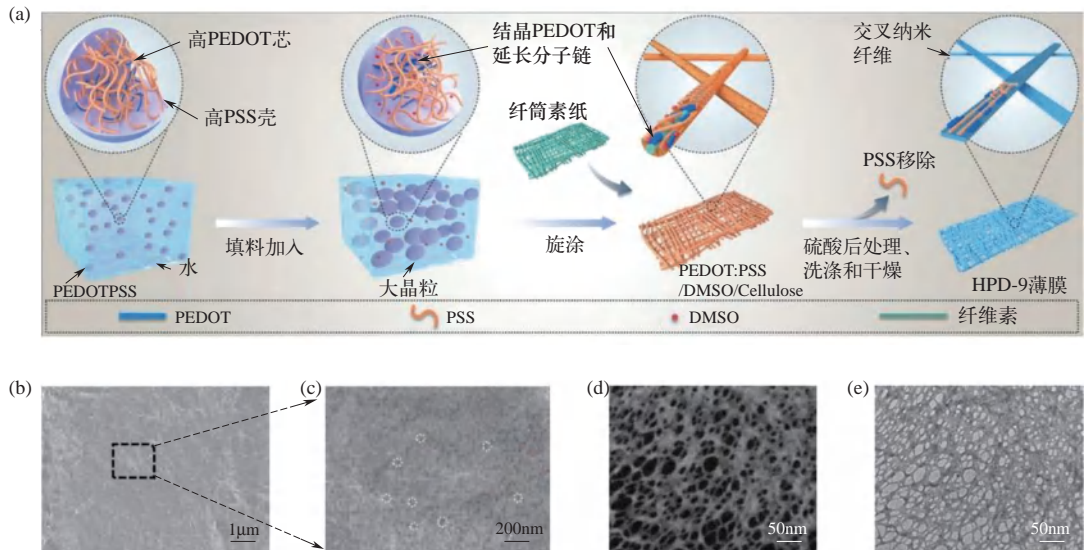 (a)
高PEDOT芯
高PSS壳
结晶PEDOT和
延长分子链
纤筒素纸
交叉纳米
纤维
PSS移除
水
PEDOTPSS
填料加入
大晶粒
旋涂
PEDOT:PSS
/DMSO/Cellulose
硫酸后处理、
洗涤和干燥
HPD-9薄膜
PEDOT
PSS
DMSO
纤维素
(b)
1μm
(c)
200nm
(d)
50nm
(e)
50nm